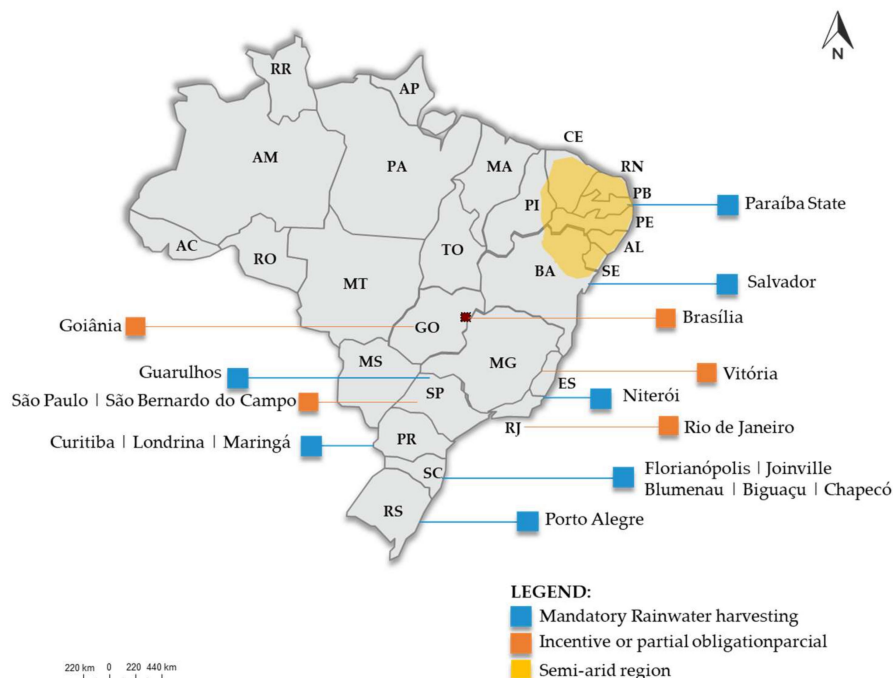 N
RR
AP
CE
AM
PA
MA
RN
PI
PB
Paraíba State
PE
AC
RO
TO
AL
MT
BA
SE
Salvador
Goiânia
GO
Brasília
Guarulhos
MS
MG
ES
Vitória
São Paulo | São Bernardo do Campo
SP
Niterói
Curitiba | Londrina | Maringá
PR
RJ
Rio de Janeiro
SC
Florianópolis | Joinville
Blumenau | Biguaçu | Chapecó
RS
Porto Alegre
LEGEND:
Mandatory Rainwater harvesting
Incentive or partial obligationparcial
Semi-arid region
220 km 0 220 440 km